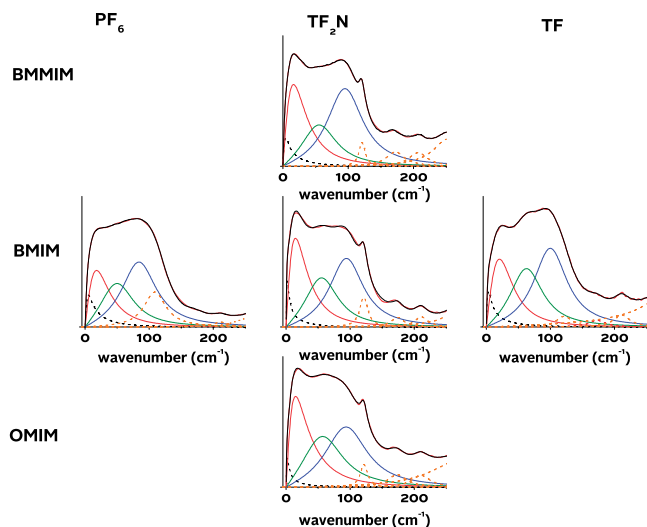 PF₆ TF₂N TF
BMMIM
0 100 200
wavenumber (cm⁻¹)
BMIM
0 100 200 0 100 200 0 100 200
wavenumber (cm⁻¹) wavenumber (cm⁻¹) wavenumber (cm⁻¹)
OMIM
0 100 200
wavenumber (cm⁻¹)